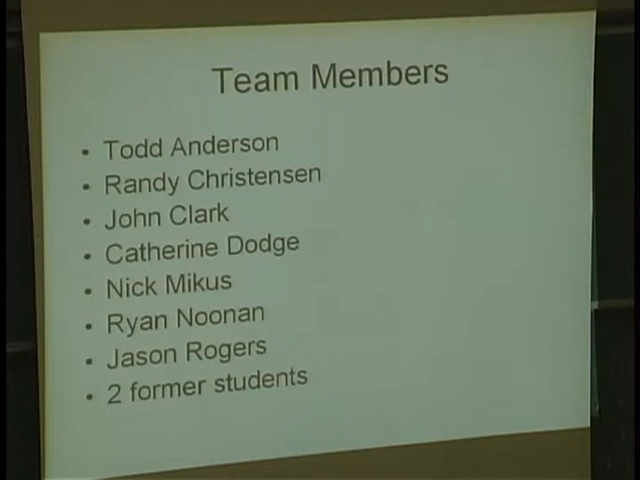 Team Members
• Todd Anderson
• Randy Christensen
• John Clark
• Catherine Dodge
• Nick Mikus
• Ryan Noonan
• Jason Rogers
• 2 former students